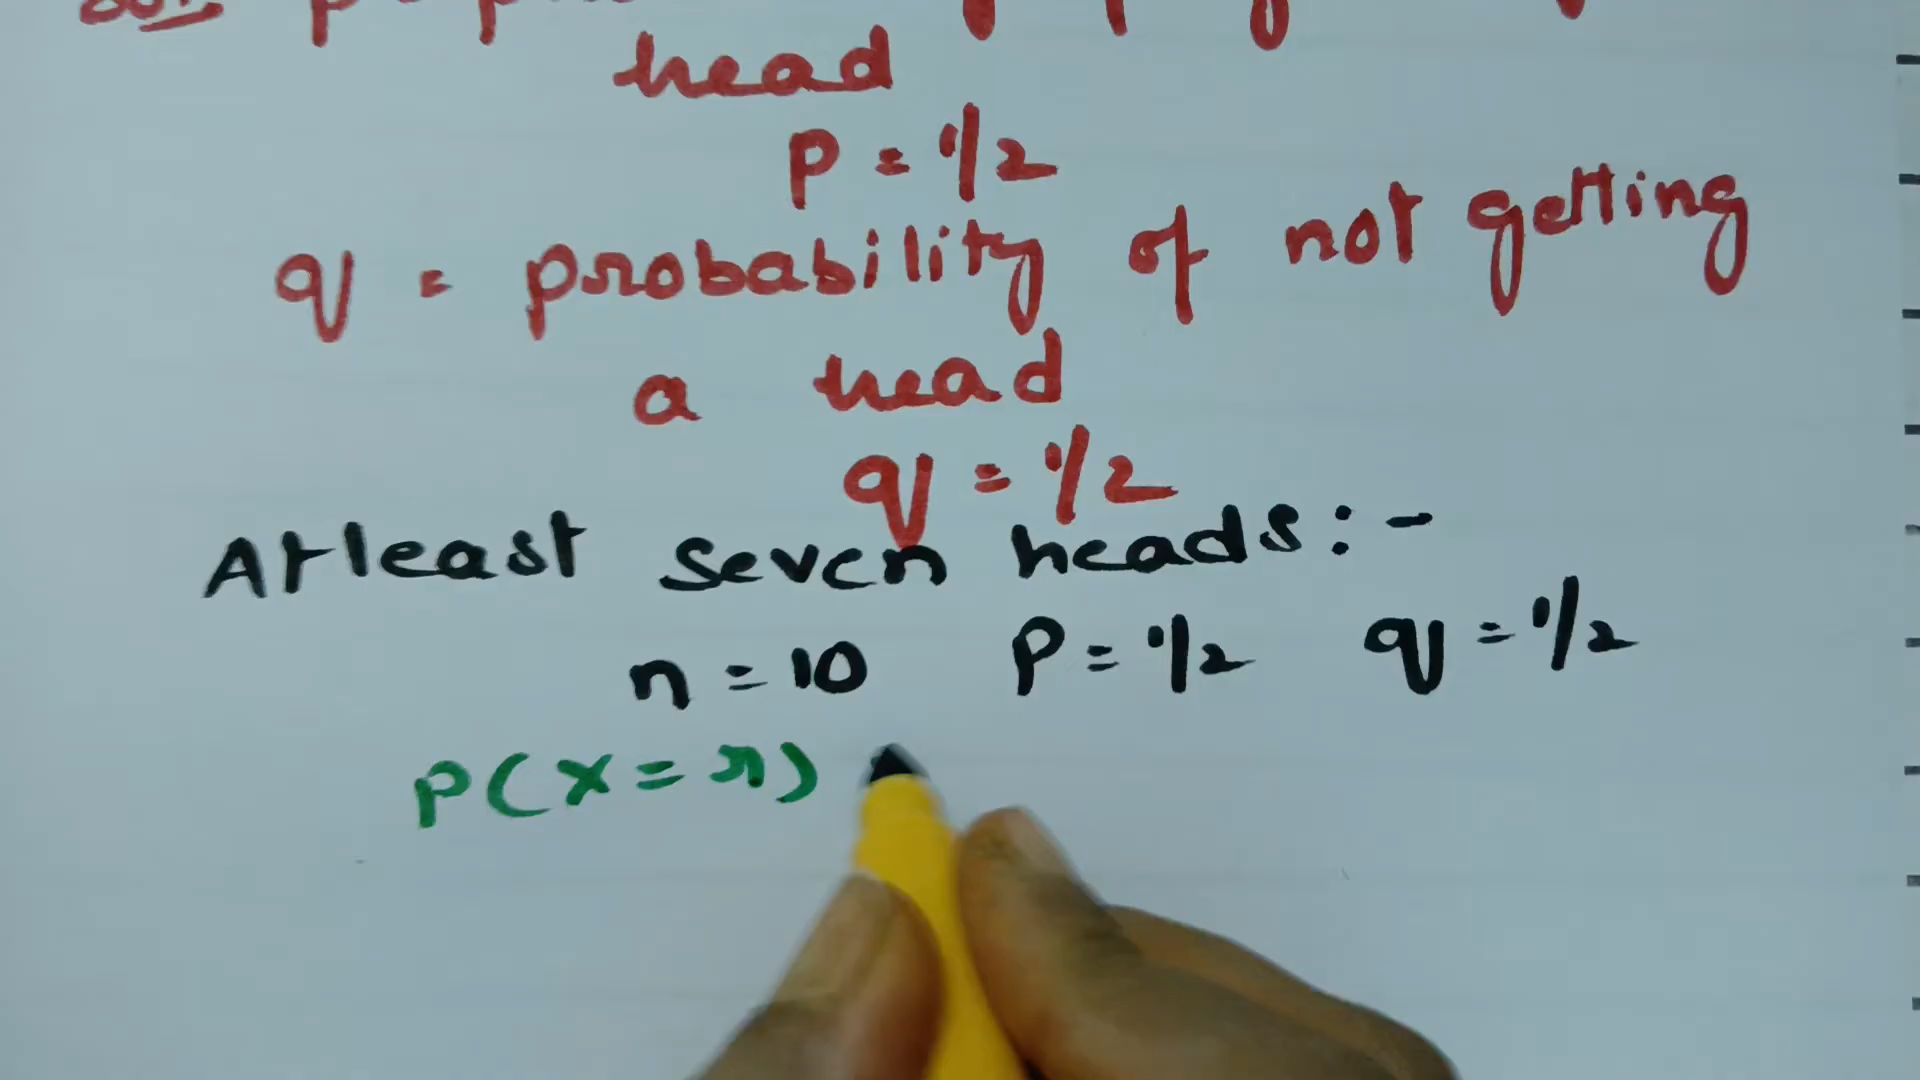 head
P = 1/2
q = probability of not getting
a head
q = 1/2
Atleast seven heads:-
n = 10 P = 1/2 q = 1/2
P(x = r)